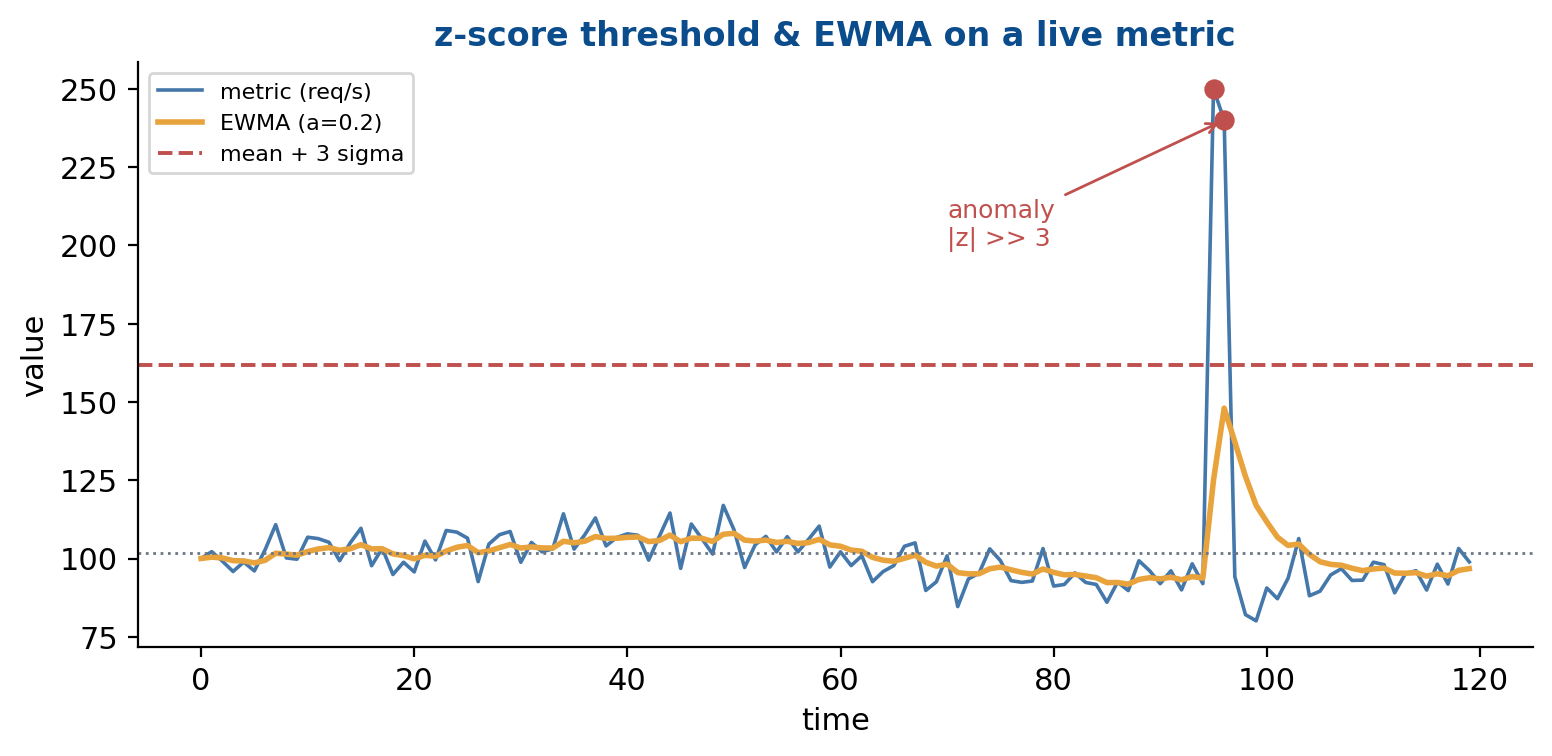 z-score threshold & EWMA on a live metric
metric (req/s)
EWMA (a=0.2)
mean + 3 sigma
anomaly
|z| >> 3
value
250
225
200
175
150
125
100
75
0 20 40 60 80 100 120
time